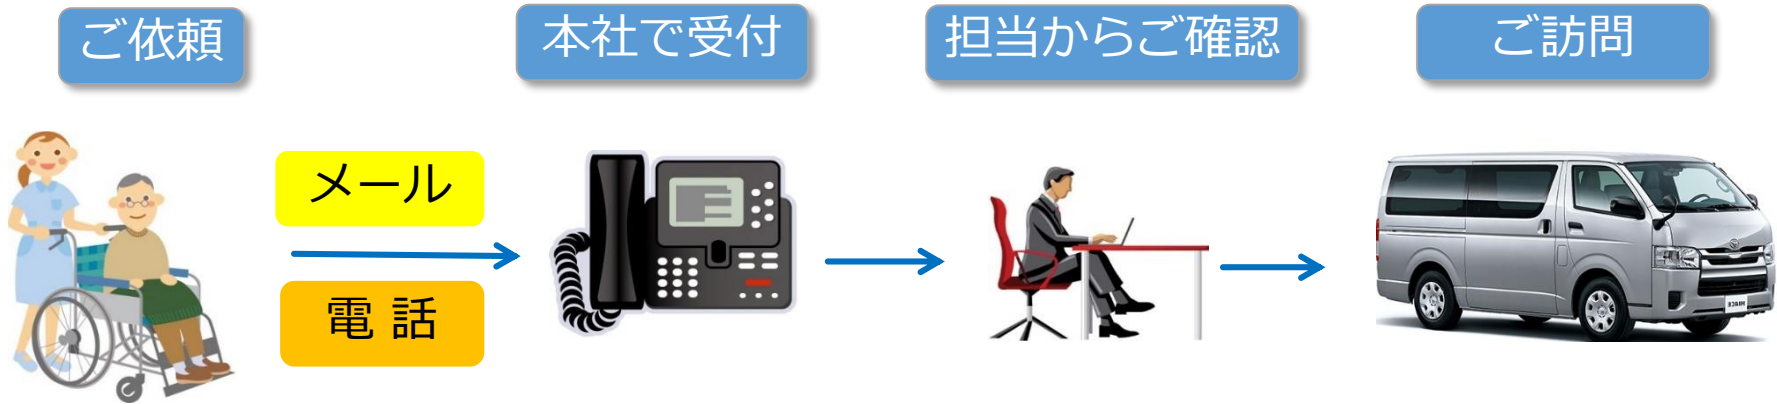 ご依頼
本社で受付
担当からご確認
ご訪問
メール
電 話